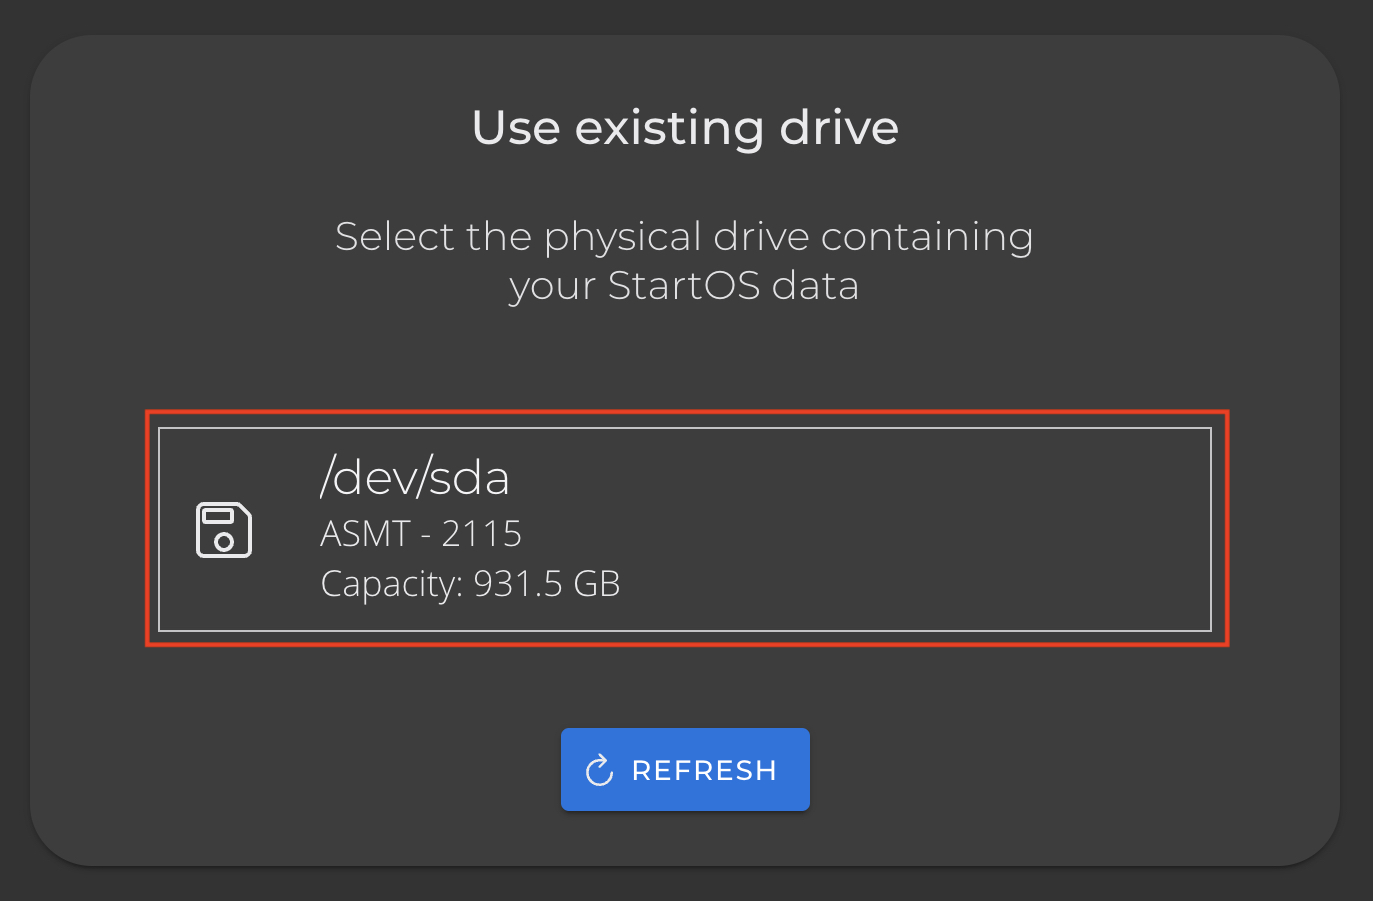 Use existing drive
Select the physical drive containing
your StartOS data
/dev/sda
ASMT - 2115
Capacity: 931.5 GB
REFRESH